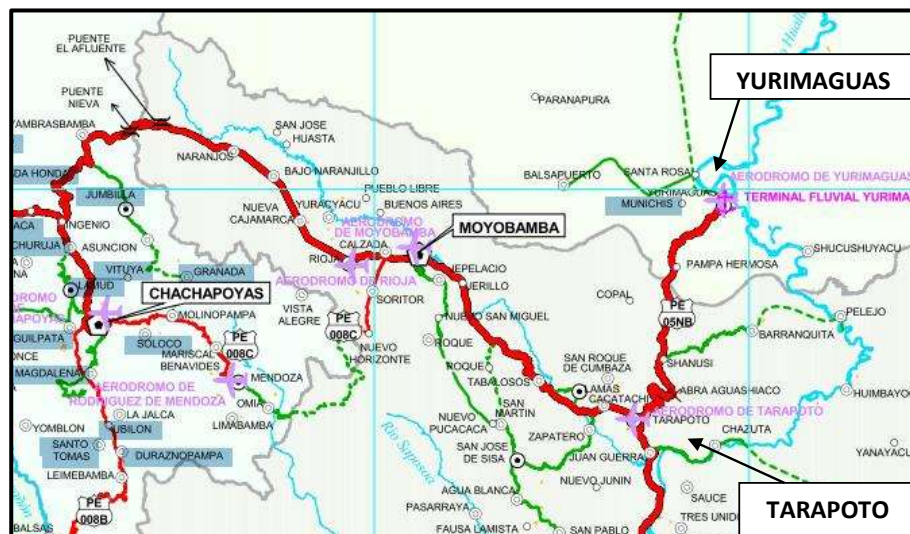 PUENTE
EL AFLUENTE
PUENTE
NIEVA
YAMBRASBAMBA
SAN JOSE
HUASTA
NARANJOS
BAJO NARANJILLO
PARANAPURA
YURIMAGUAS
SANTA ROSA
BALSAPUERTO
AERODROMO DE YURIMAGUAS
TERMINAL FLUVIAL YURIMA
MUNICHIS
JUMBILLA
PUEBLO LIBRE
YURACYACU
BUENOS AIRES
NUEVA
CAJAMARCA
AERODROMO
DE MOYOBAMBA
MOYOBAMBA
INGENIO
CHURUJA
ASUNCION
CALZADA
RIOJA
AERODROMO DE RIOJA
SHUCUSHUYACU
PAMPA HERMOSA
VITUYA
GRANADA
LAMUD
CHACHAPOYAS
JEPELACIO
JERILLO
SORITOR
VISTA
ALEGRE
COPAL
PE
05NB
PELEJO
MOLINOPAMPA
PE
008C
NUEVO SAN MIGUEL
BARRANQUITA
SOLOCO
MARISCAL
BENAVIDES
PE
008C
NUEVO
HORIZONTE
ROQUE
ROQUE
SAN ROQUE
DE CUMBAZA
SHANUSI
MAGDALENA
MENDOZA
AERODROMO DE
RODRIGUEZ DE MENDOZA
TABALOSOS
LAMAS
CACATACHI
ABRA AGUASHIACO
HUIMBAYOC
OMIA
LIMABAMBA
LA JALCA
YOMBLON
SANTO
TOMAS
DURAZNOPAMPA
LEIMEBAMBA
PE
008B
BALSAS
Río Saposoa
NUEVO
PUCACACA
SAN
MARTIN
AERODROMO DE TARAPOTO
TARAPOTO
ZAPATERO
CHAZUTA
SAN JOSE
DE SISA
JUAN GUERRA
YANAYACU
NUEVO JUNIN
AGUA BLANCA
PASARRAYA
SAUCE
TARAPOTO
FAUSA LAMISTA
SAN PABLO
TRES UNIDOS